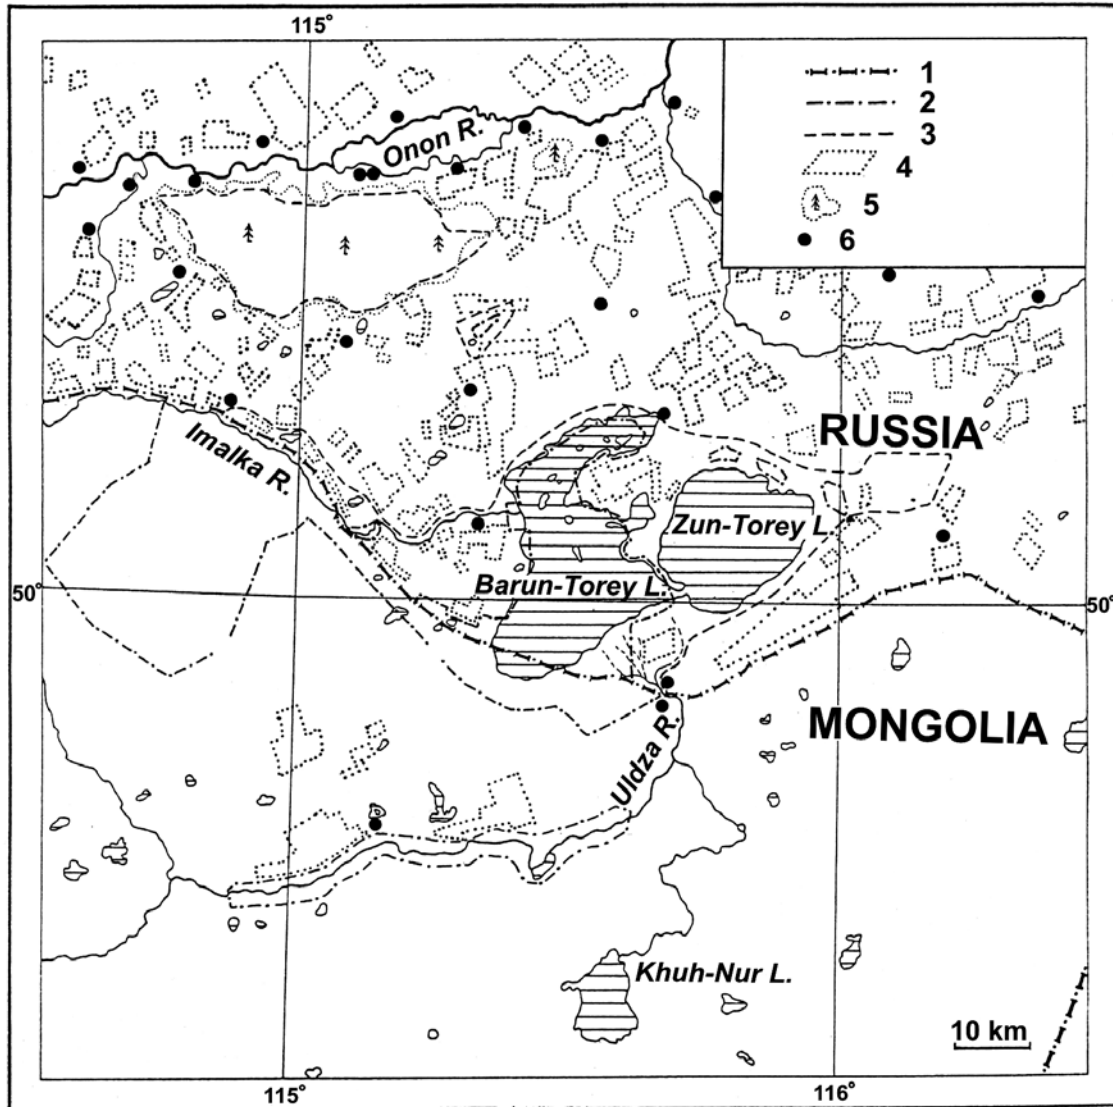 115°
1
2
3
4
5
6
Onon R.
RUSSIA
Imalka R.
Zun-Torey L
Barun-Torey L.
50°
50°
MONGOLIA
Uldza R.
Khuh-Nur L.
10 km
115°
116°